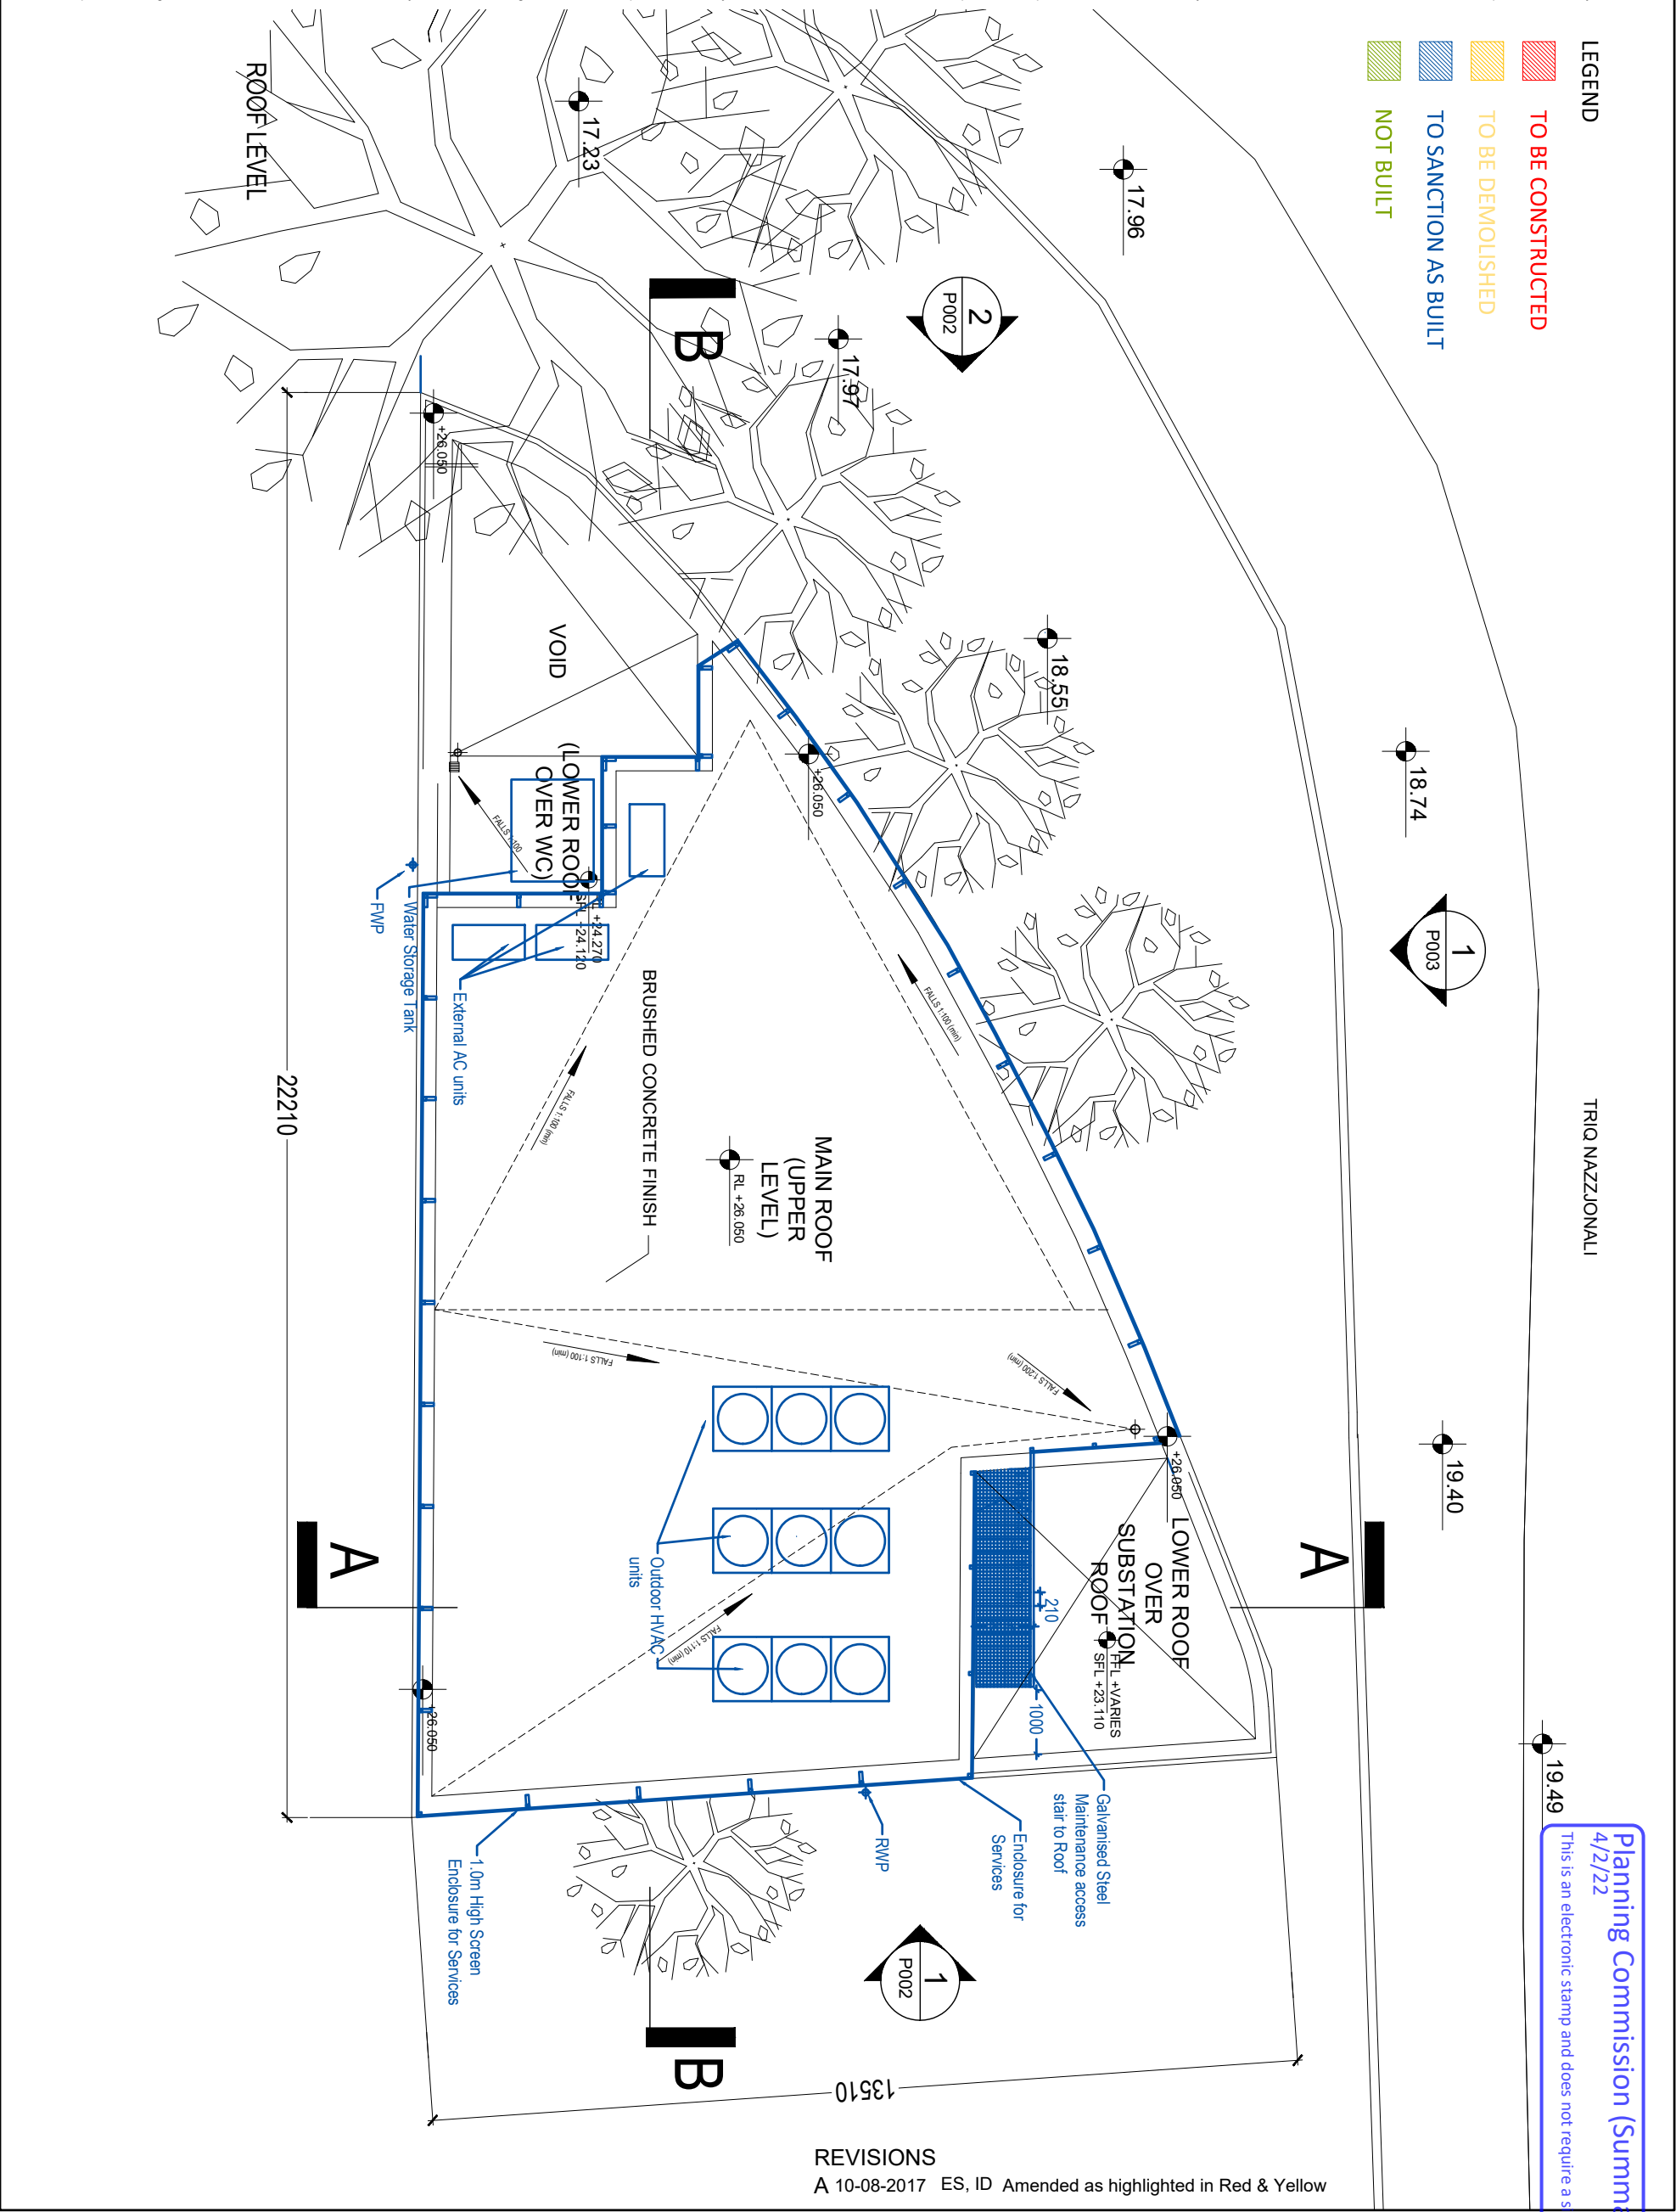 LEGEND
TO BE CONSTRUCTED
TO BE DEMOLISHED
TO SANCTION AS BUILT
NOT BUILT
TRIQ NAZZJONALI
Planning Commission (Summa
4/2/22
This is an electronic stamp and does not require a s
17.96
18.74
19.40
19.49
1
P003
2
P002
17.97
18.55
17.23
ROOF LEVEL
B
A
+26.050
VOID
(LOWER ROOF
OVER WC)
FALLS 1:100
+24.270
SFL +24.120
FWP
Water Storage Tank
External AC units
+26.050
FALLS 1:100 (min)
FALLS 1:100 (min)
BRUSHED CONCRETE FINISH
MAIN ROOF
(UPPER
LEVEL)
RL +26.050
FALLS 1:100 (min)
FALLS 1:200 (min)
+26.050
LOWER ROOF
OVER
SUBSTATION
ROOF
FFL +VARIES
SFL +23.110
210
1000
Outdoor HVAC
units
FALLS 1:110 (min)
+26.050
Galvanised Steel
Maintenance access
stair to Roof
Enclosure for
Services
RWP
1.0m High Screen
Enclosure for Services
1
P002
A
B
22210
13510
REVISIONS
A 10-08-2017 ES, ID Amended as highlighted in Red & Yellow